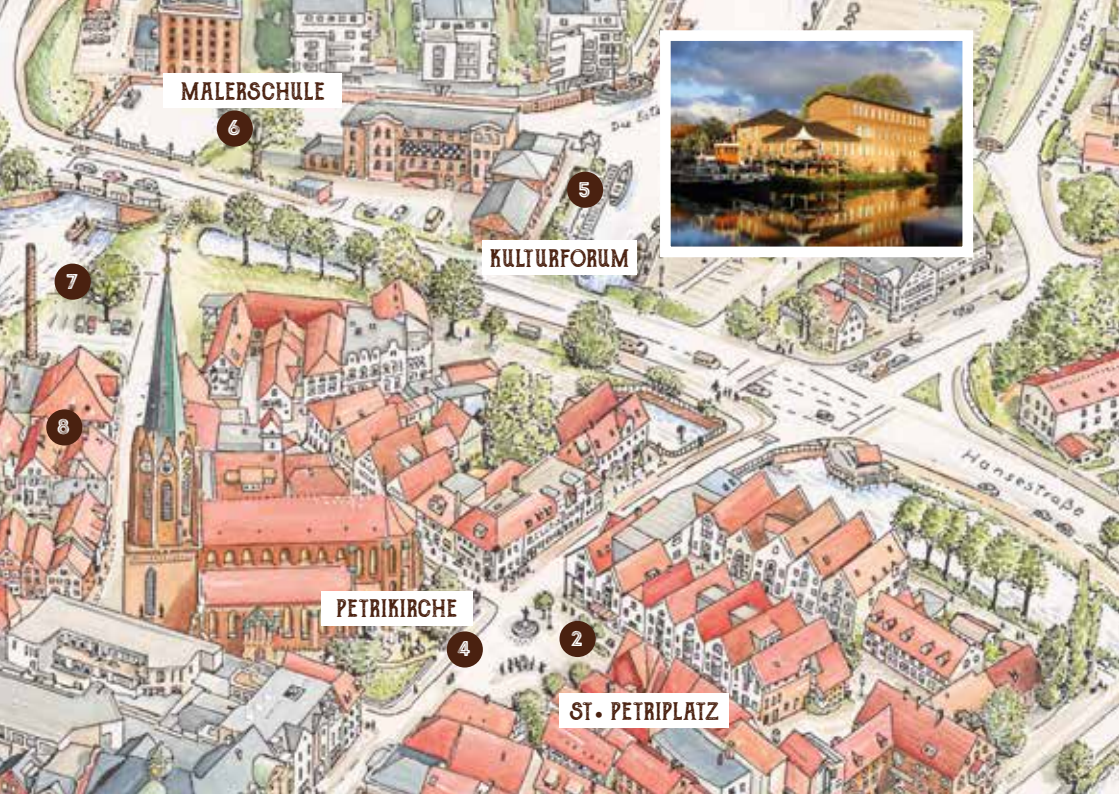 MALERSCHULE
6
5
KULTURFORUM
7
8
Hansestraße
PETRIKIRCHE
4
2
ST. PETRIPLATZ